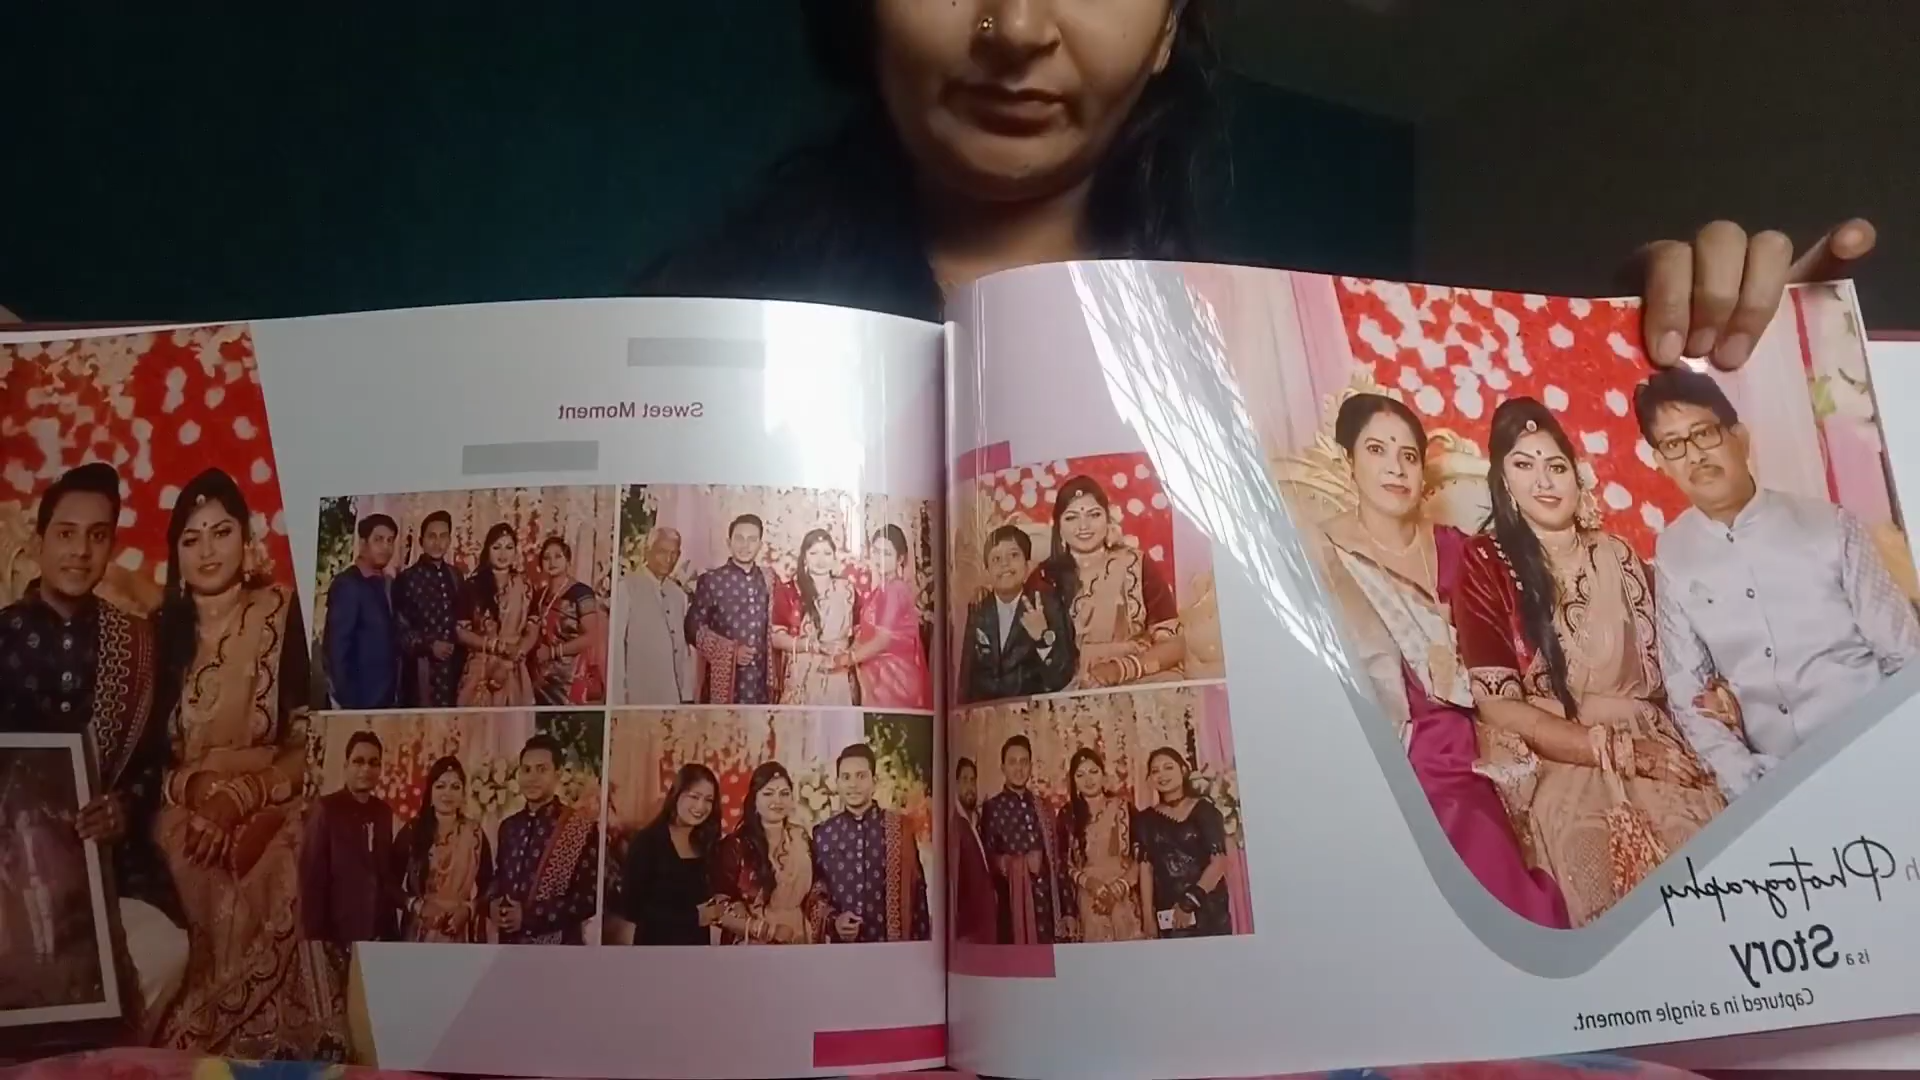 Sweet Moment
Photography
is a Story
Captured in a single moment.